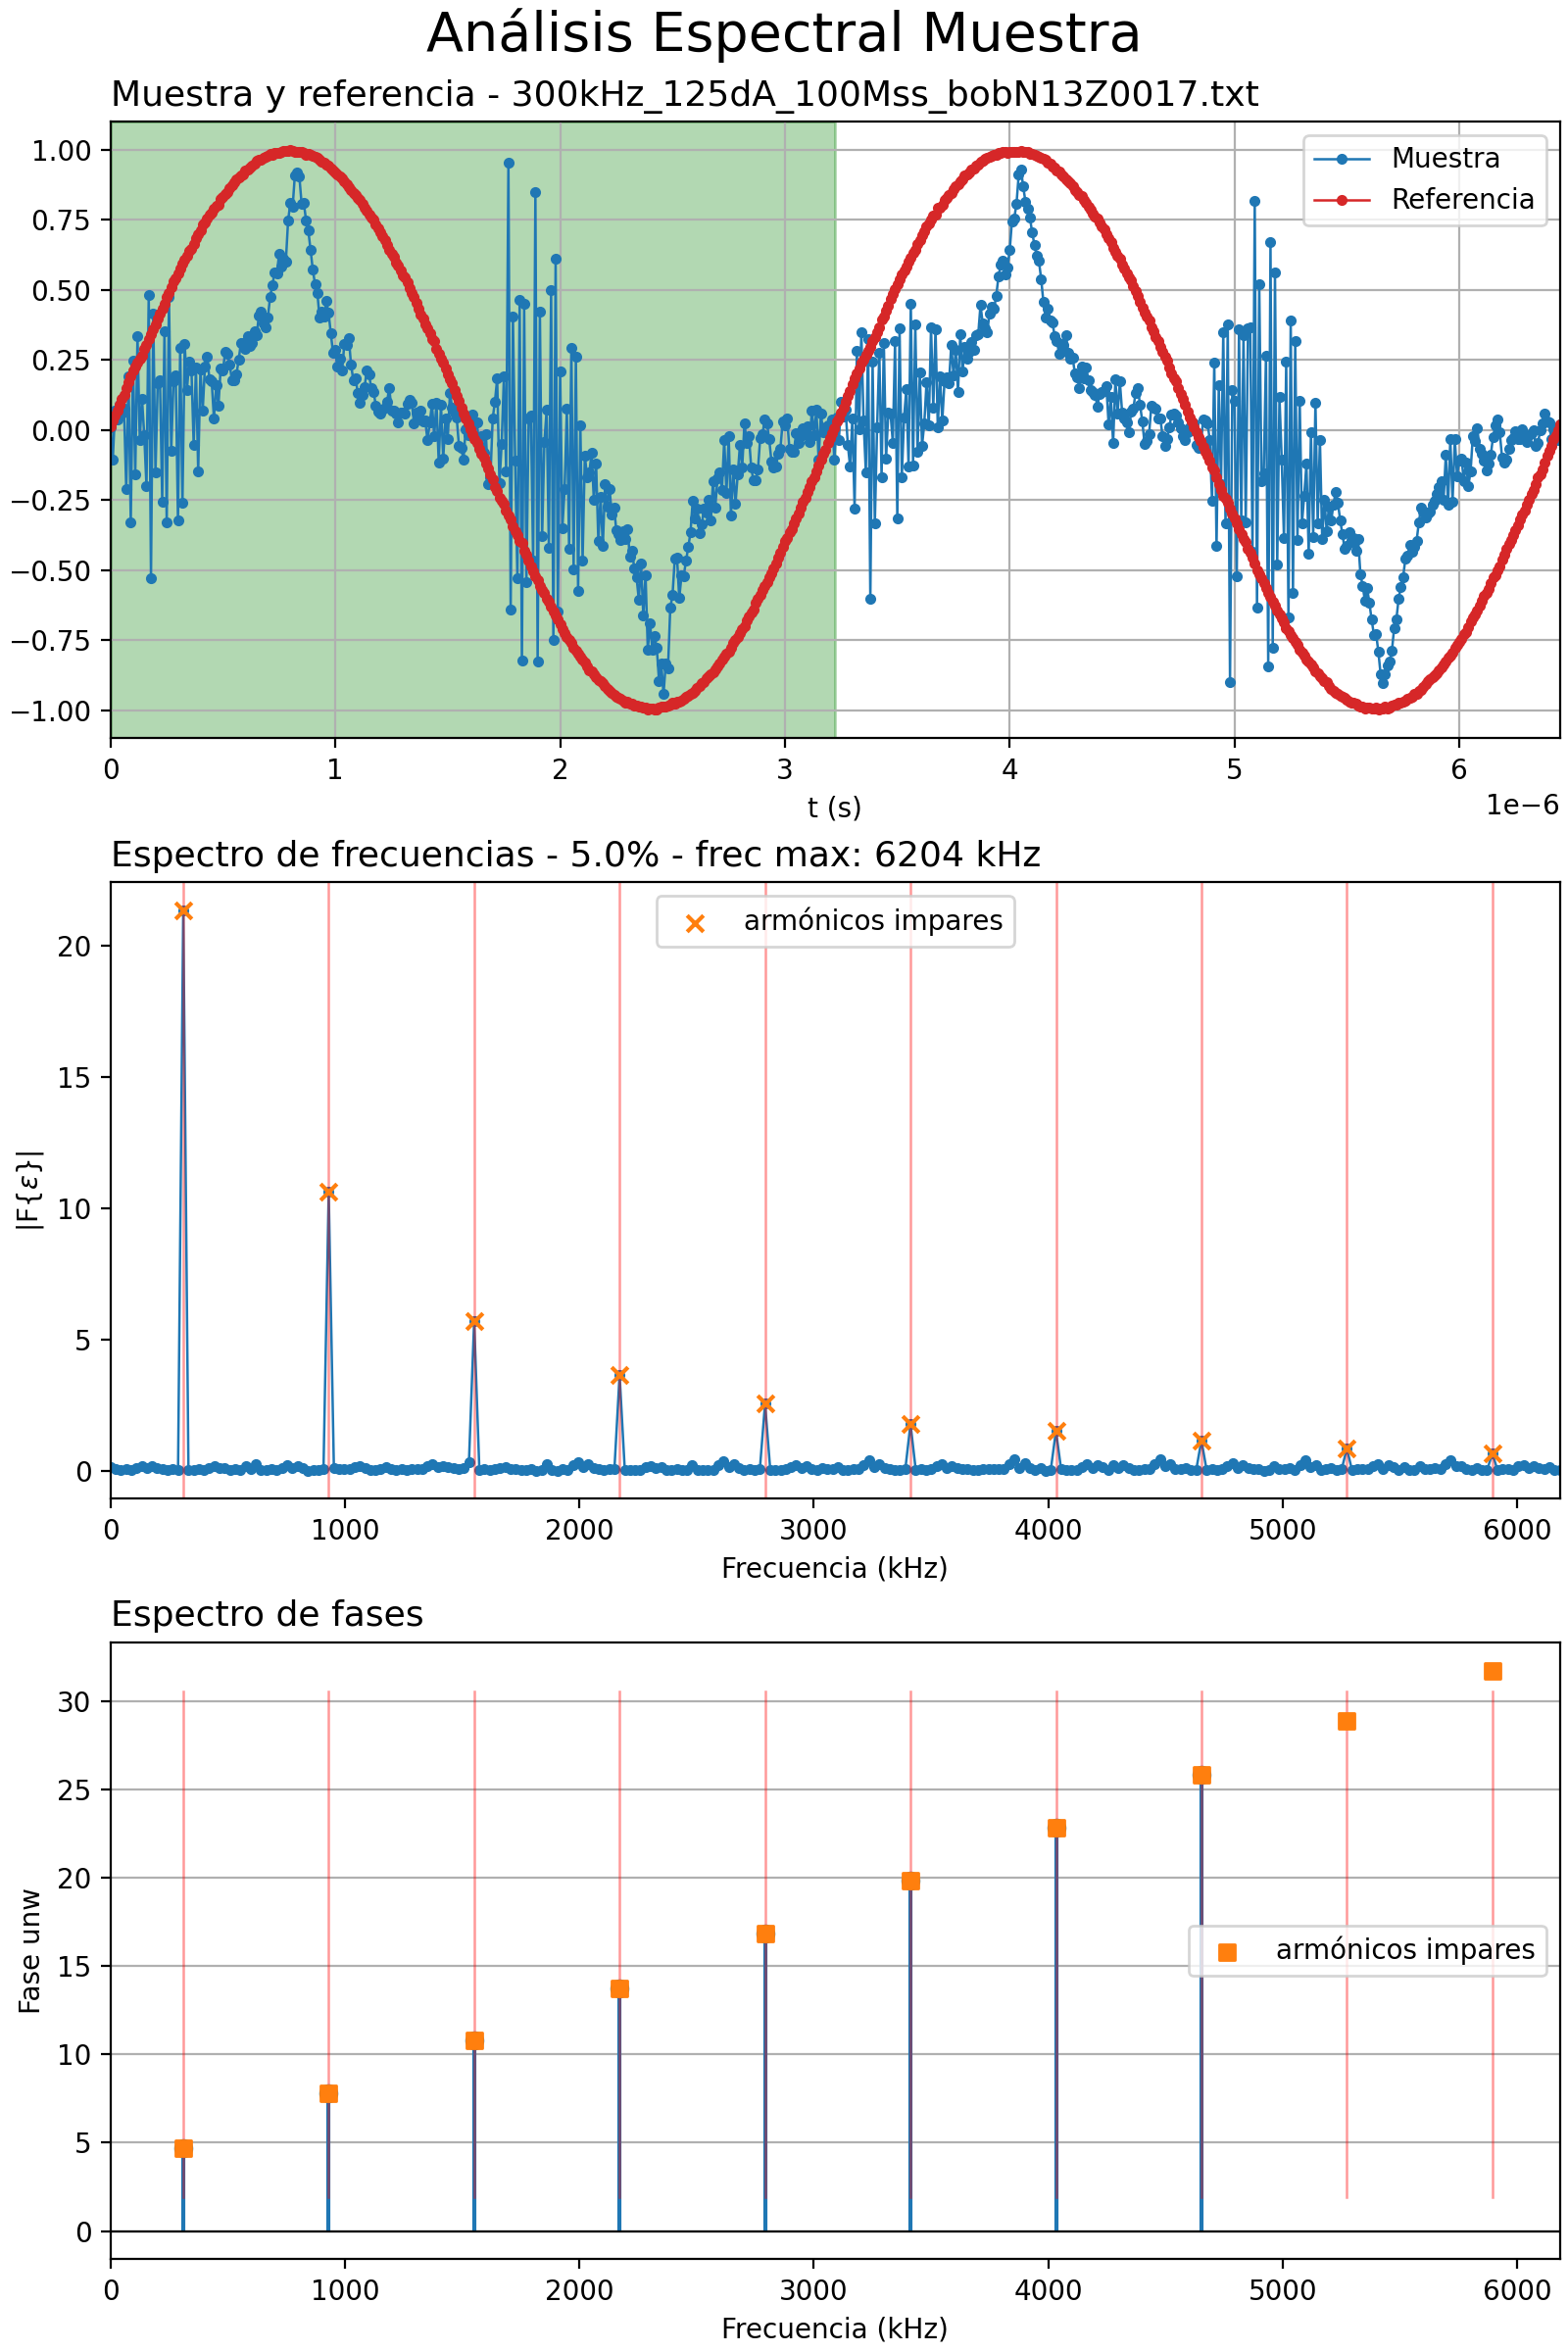 Análisis Espectral Muestra
Muestra y referencia - 300kHz_125dA_100Mss_bobN13Z0017.txt
1.00
0.75
0.50
0.25
0.00
−0.25
−0.50
−0.75
−1.00
Muestra
Referencia
0 1 2 3 4 5 6
t (s)
1e−6
Espectro de frecuencias - 5.0% - frec max: 6204 kHz
armónicos impares
|F{ε}|
20
15
10
5
0
0 1000 2000 3000 4000 5000 6000
Frecuencia (kHz)
Espectro de fases
Fase unw
30
25
20
15
10
5
0
armónicos impares
0 1000 2000 3000 4000 5000 6000
Frecuencia (kHz)